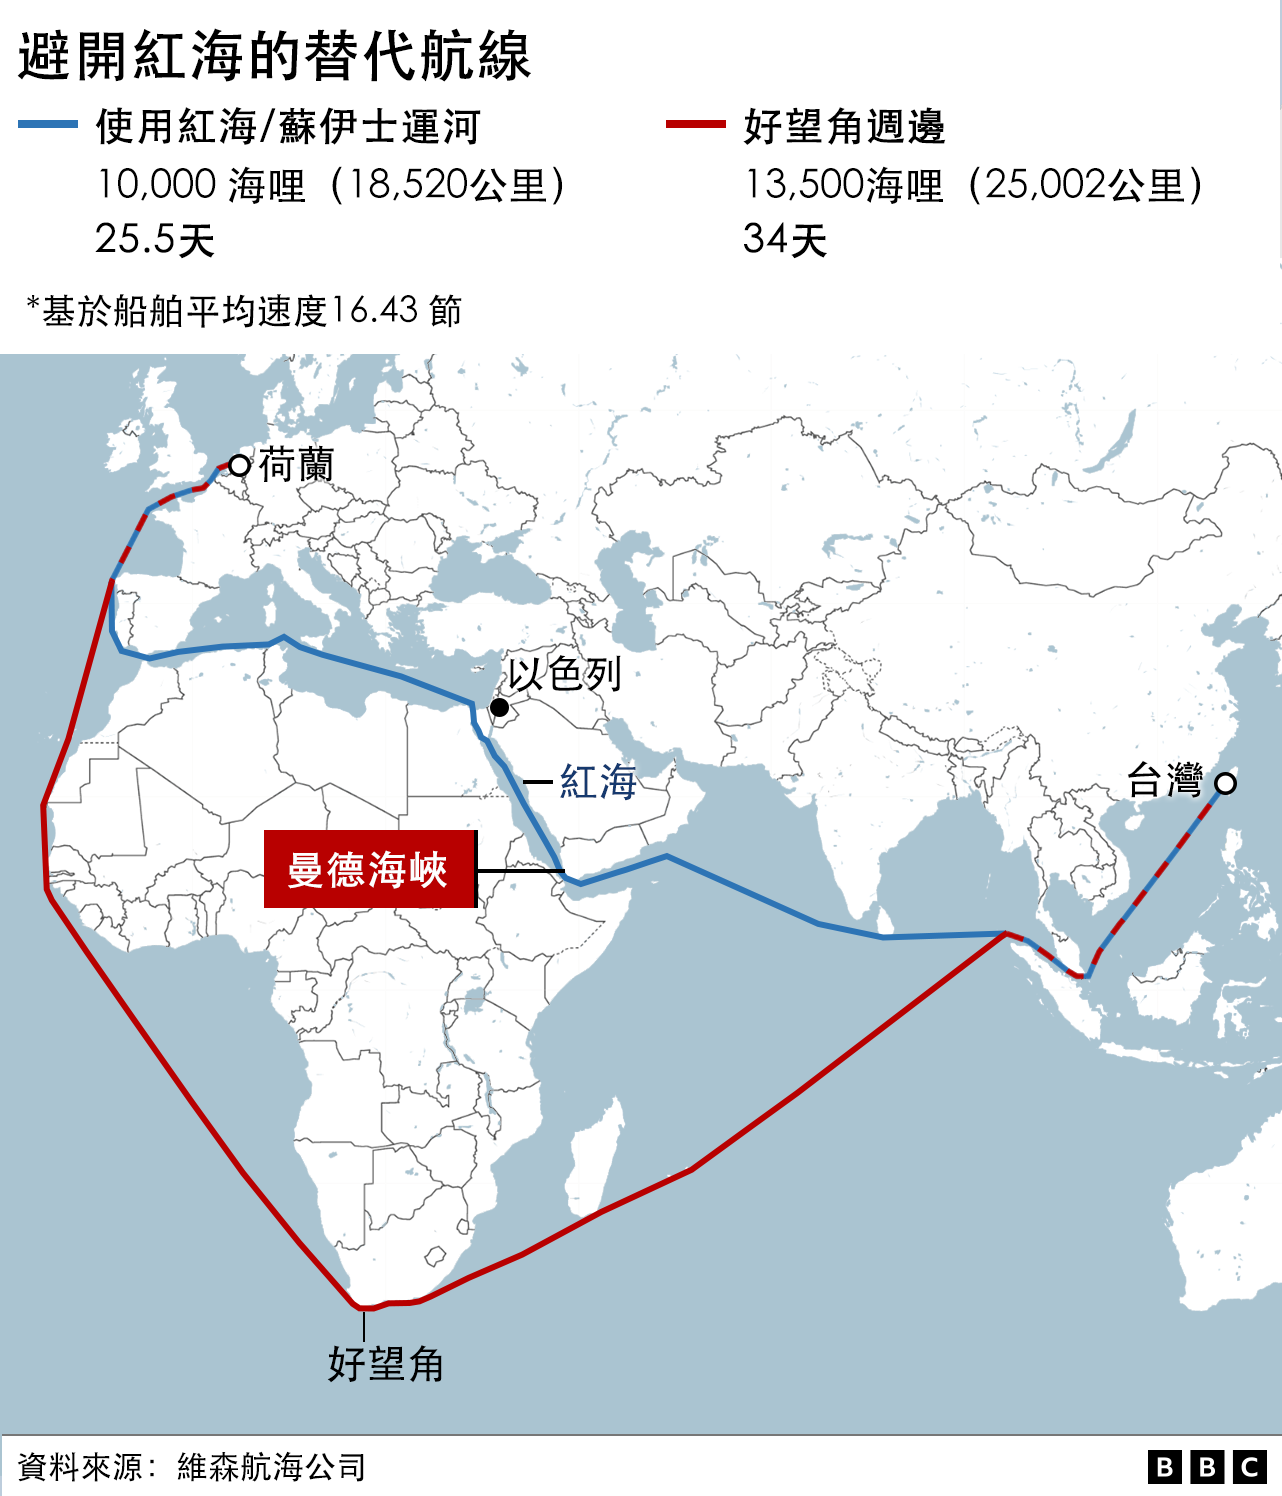 避開紅海的替代航線
使用紅海/蘇伊士運河
10,000 海哩（18,520公里）
25.5天
好望角週邊
13,500海哩（25,002公里）
34天
*基於船舶平均速度16.43 節
荷蘭
以色列
紅海
台灣
曼德海峽
好望角
資料來源：維森航海公司
BBC